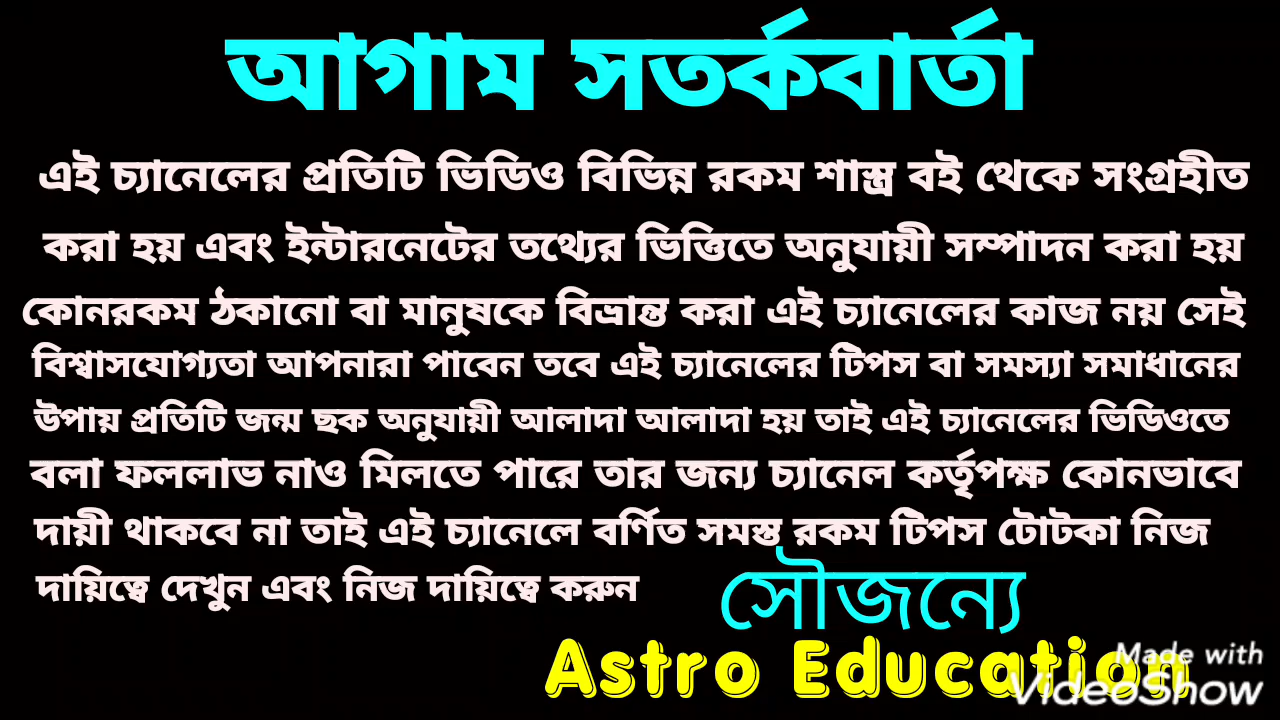 আগাম সতর্কবার্তা
এই চ্যানেলের প্রতিটি ভিডিও বিভিন্ন রকম শাস্ত্র বই থেকে সংগ্রহীত
করা হয় এবং ইন্টারনেটের তথ্যের ভিত্তিতে অনুযায়ী সম্পাদন করা হয়
কোনরকম ঠকানো বা মানুষকে বিভ্রান্ত করা এই চ্যানেলের কাজ নয় সেই
বিশ্বাসযোগ্যতা আপনারা পাবেন তবে এই চ্যানেলের টিপস বা সমস্যা সমাধানের
উপায় প্রতিটি জন্ম ছক অনুযায়ী আলাদা আলাদা হয় তাই এই চ্যানেলের ভিডিওতে
বলা ফললাভ নাও মিলতে পারে তার জন্য চ্যানেল কর্তৃপক্ষ কোনভাবে
দায়ী থাকবে না তাই এই চ্যানেলে বর্ণিত সমস্ত রকম টিপস টোটকা নিজ
দায়িত্বে দেখুন এবং নিজ দায়িত্বে করুন
সৌজন্যে
Astro Education
Made with
VideoShow